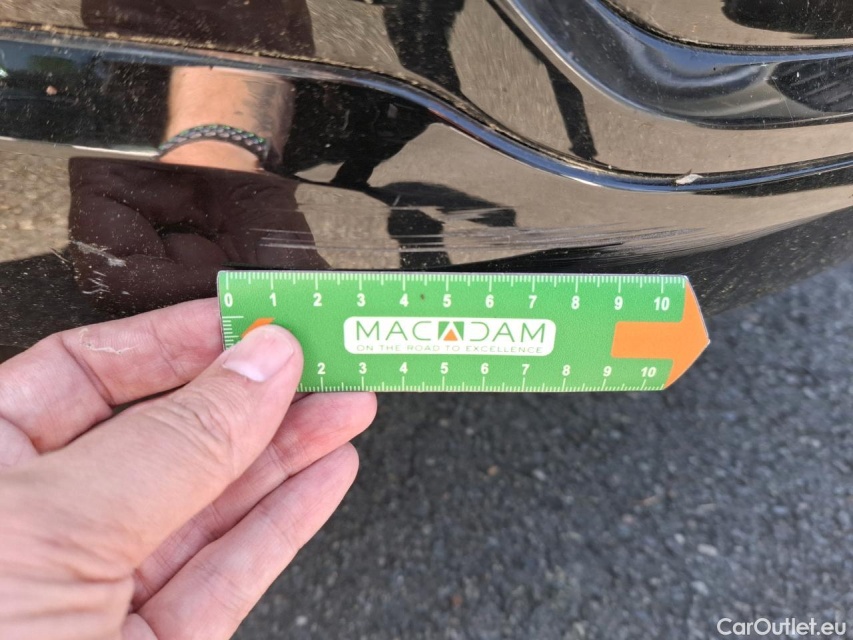 0 1 2 3 4 5 6 7 8 9 10
MACADAM
ON THE ROAD TO EXCELLENCE
2 3 4 5 6 7 8 9 10
CarOutlet.eu